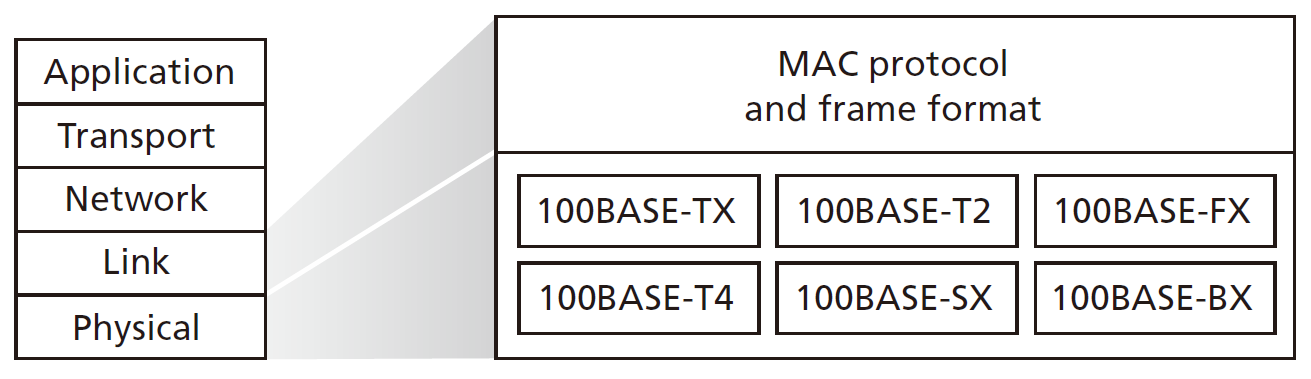 Application
Transport
Network
Link
Physical
MAC protocol
and frame format
100BASE-TX
100BASE-T2
100BASE-FX
100BASE-T4
100BASE-SX
100BASE-BX